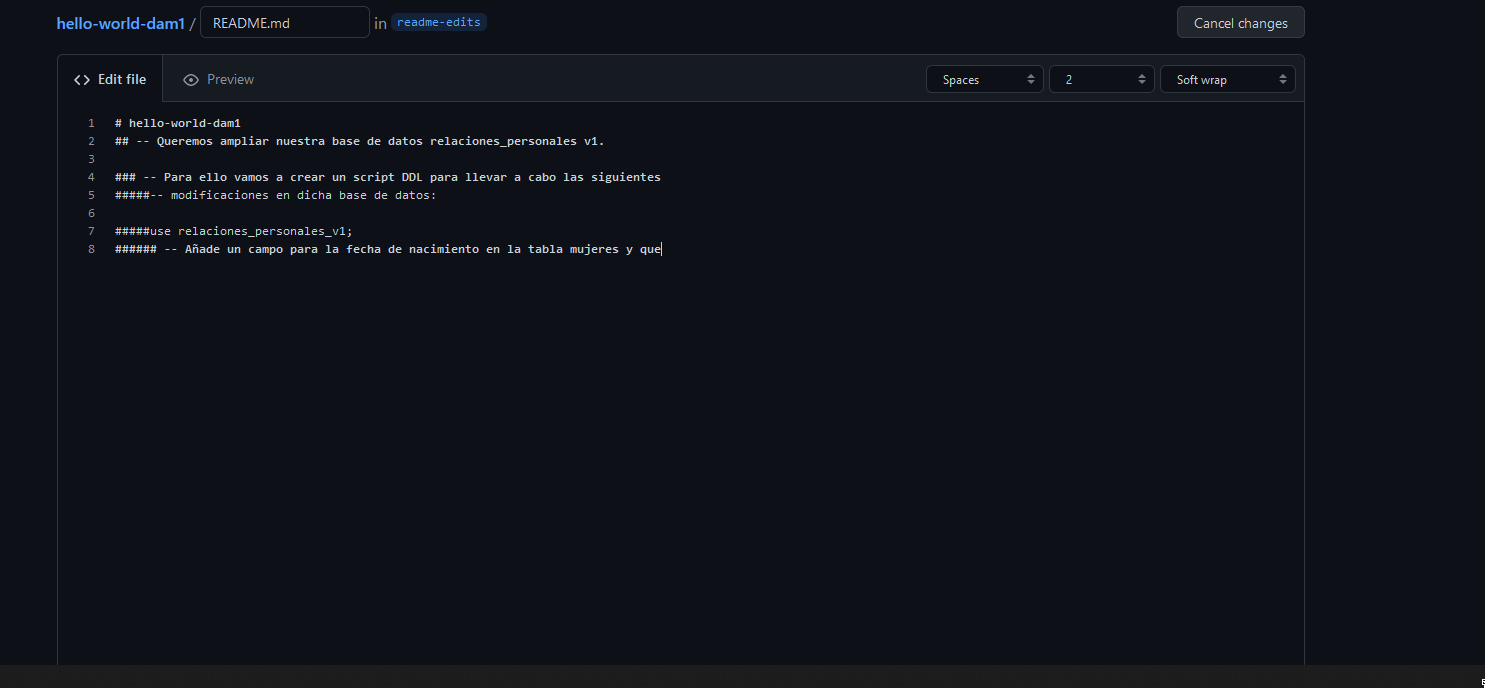 hello-world-dam1 / README.md in readme-edits Cancel changes
<> Edit file Preview Spaces 2 Soft wrap
1 # hello-world-dam1
2 ## -- Queremos ampliar nuestra base de datos relaciones_personales v1.
3
4 ### -- Para ello vamos a crear un script DDL para llevar a cabo las siguientes
5 #####-- modificaciones en dicha base de datos:
6
7 #####use relaciones_personales_v1;
8 ###### -- Añade un campo para la fecha de nacimiento en la tabla mujeres y que